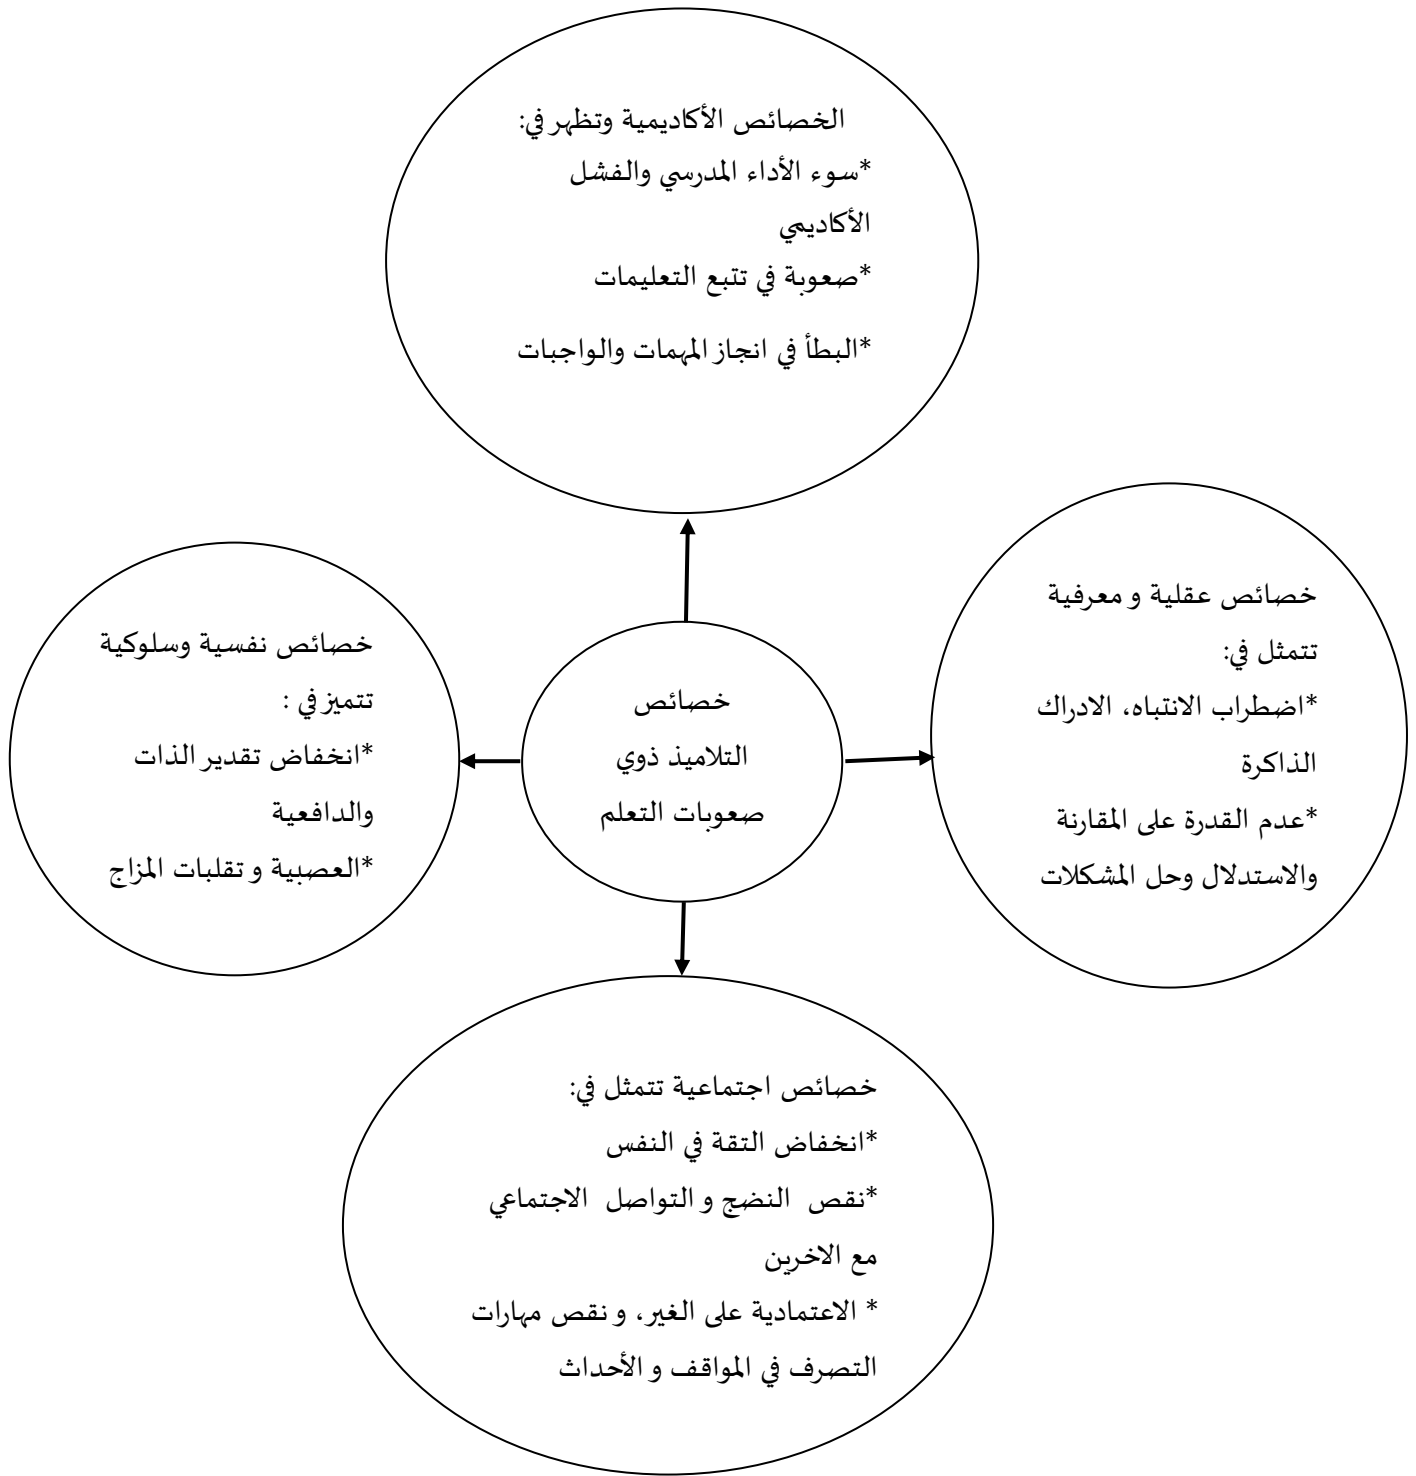 الخصائص الأكاديمية وتظهر في:
*سوء الأداء المدرسي والفشل
الأكاديمي
*صعوبة في تتبع التعليمات
*البطأ في انجاز المهمات والواجبات
خصائص عقلية و معرفية
تتمثل في:
*اضطراب الانتباه، الادراك
الذاكرة
*عدم القدرة على المقارنة
والاستدلال وحل المشكلات
خصائص
التلاميذ ذوي
صعوبات التعلم
خصائص نفسية وسلوكية
تتميز في :
*انخفاض تقدير الذات
والدافعية
*العصبية و تقلبات المزاج
خصائص اجتماعية تتمثل في:
*انخفاض التقة في النفس
*نقص النضج و التواصل الاجتماعي
مع الاخرين
* الاعتمادية على الغير، و نقص مهارات
التصرف في المواقف و الأحداث